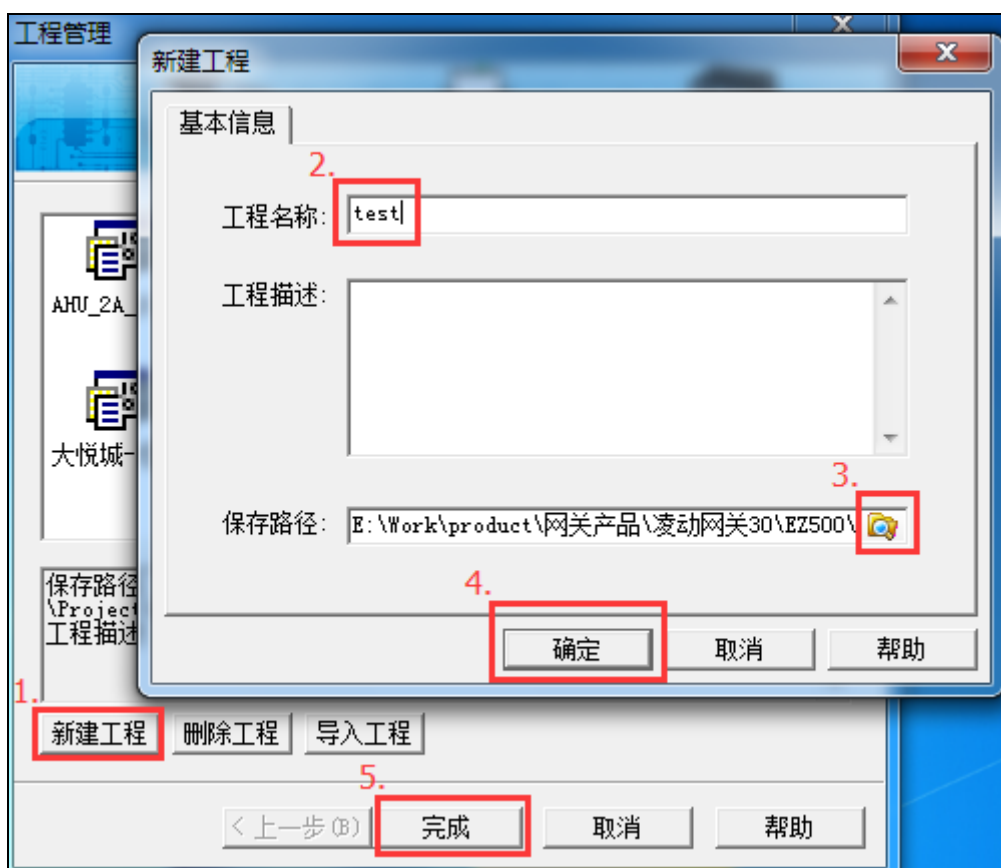 工程管理
新建工程
基本信息
2.
工程名称: test
工程描述:
AHU_2A_
大悦城-
3.
保存路径: E:\Work\product\网关产品\凌动网关30\EZ500\
4.
保存路径
\Project
工程描述
确定 取消 帮助
1.
新建工程 删除工程 导入工程
5.
<上一步(B) 完成 取消 帮助